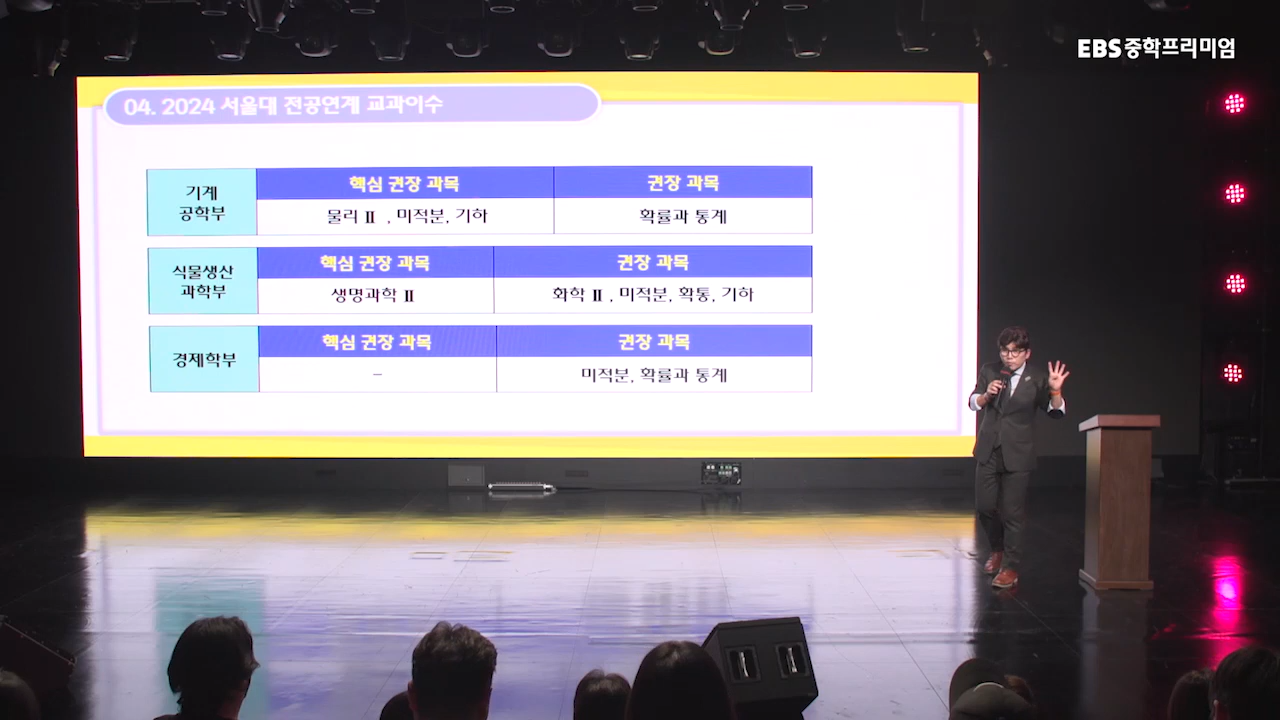 EBS중학프리미엄
04. 2024 서울대 전공연계 교과이수
기계
공학부
핵심 권장 과목
권장 과목
물리 Ⅱ , 미적분, 기하
확률과 통계
식물생산
과학부
핵심 권장 과목
권장 과목
생명과학 Ⅱ
화학 Ⅱ , 미적분, 확통, 기하
경제학부
핵심 권장 과목
권장 과목
–
미적분, 확률과 통계